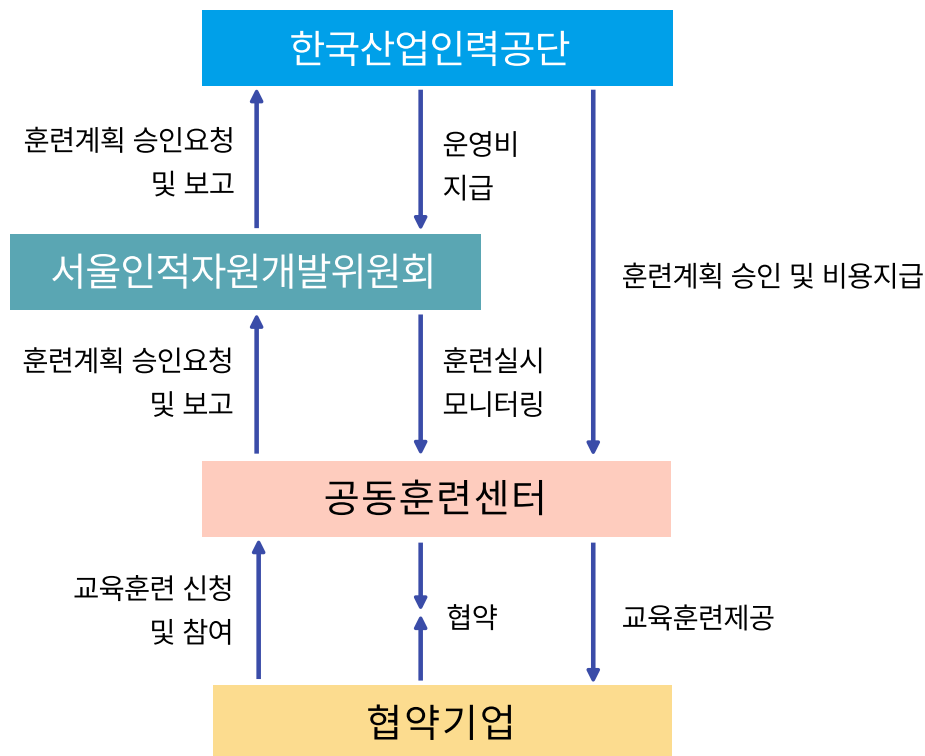 한국산업인력공단
훈련계획 승인요청
및 보고
운영비
지급
서울인적자원개발위원회
훈련계획 승인 및 비용지급
훈련계획 승인요청
및 보고
훈련실시
모니터링
공동훈련센터
교육훈련 신청
및 참여
협약
교육훈련제공
협약기업